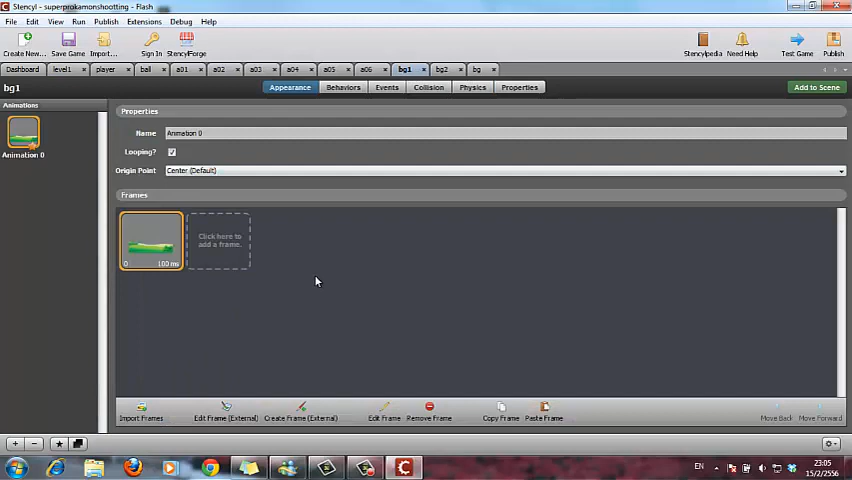 Stencyl - superprokamonshootting - Flash
File Edit View Run Publish Extensions Debug Help
Create New... Save Game Import... Sign In StencylForge Stencylpedia Need Help Test Game Publish
Dashboard level1 player ball a01 a02 a03 a04 a05 a06 bg1 bg2 bg
bg1 Appearance Behaviors Events Collision Physics Properties Add to Scene
Animations
Animation 0
Properties
Name Animation 0
Looping?
Origin Point Center (Default)
Frames
0 100 ms
Click here to
add a frame.
Import Frames Edit Frame (External) Create Frame (External) Edit Frame Remove Frame Copy Frame Paste Frame Move Back Move Forward
EN 23:05
15/2/2556